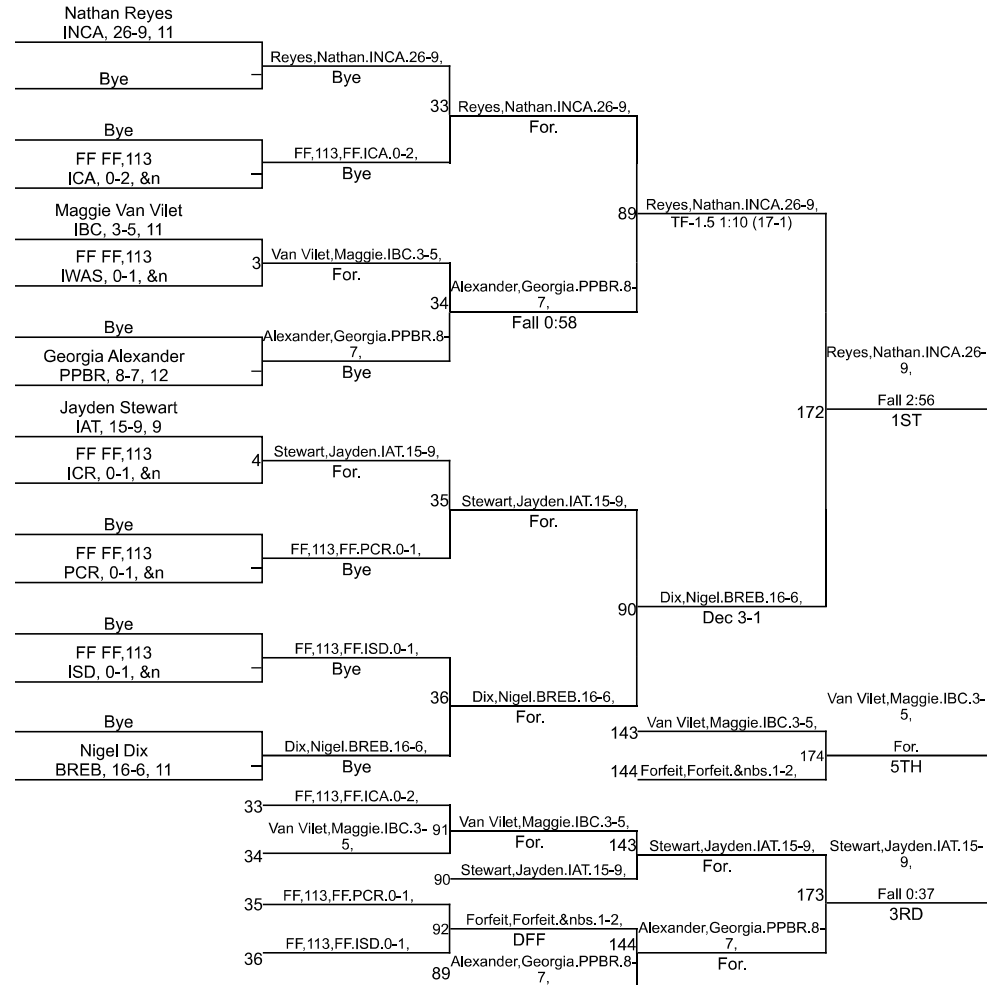 Nathan Reyes
INCA, 26-9, 11
Bye
Bye
FF FF,113
ICA, 0-2, &n
Maggie Van Vilet
IBC, 3-5, 11
FF FF,113
IWAS, 0-1, &n
Bye
Georgia Alexander
PPBR, 8-7, 12
Jayden Stewart
IAT, 15-9, 9
FF FF,113
ICR, 0-1, &n
Bye
FF FF,113
PCR, 0-1, &n
Bye
FF FF,113
ISD, 0-1, &n
Bye
Nigel Dix
BREB, 16-6, 11
Reyes,Nathan.INCA.26-9,
Bye
FF,113,FF.ICA.0-2,
Bye
3
Van Vilet,Maggie.IBC.3-5,
For.
Alexander,Georgia.PPBR.8-
7,
Bye
4
Stewart,Jayden.IAT.15-9,
For.
FF,113,FF.PCR.0-1,
Bye
FF,113,FF.ISD.0-1,
Bye
Dix,Nigel.BREB.16-6,
Bye
33
Reyes,Nathan.INCA.26-9,
For.
34
Alexander,Georgia.PPBR.8-
7,
Fall 0:58
35
Stewart,Jayden.IAT.15-9,
For.
36
Dix,Nigel.BREB.16-6,
For.
89
Reyes,Nathan.INCA.26-9,
TF-1.5 1:10 (17-1)
90
Dix,Nigel.BREB.16-6,
Dec 3-1
172
Reyes,Nathan.INCA.26-
9,
Fall 2:56
1ST
143
Van Vilet,Maggie.IBC.3-5,
144
Forfeit,Forfeit.&nbs.1-2,
174
Van Vilet,Maggie.IBC.3-
5,
For.
5TH
33
FF,113,FF.ICA.0-2,
34
Van Vilet,Maggie.IBC.3-
5,
91
Van Vilet,Maggie.IBC.3-5,
For.
90
Stewart,Jayden.IAT.15-9,
143
Stewart,Jayden.IAT.15-9,
For.
35
FF,113,FF.PCR.0-1,
36
FF,113,FF.ISD.0-1,
92
Forfeit,Forfeit.&nbs.1-2,
DFF
89
Alexander,Georgia.PPBR.8-
7,
144
Alexander,Georgia.PPBR.8-
7,
For.
173
Stewart,Jayden.IAT.15-
9,
Fall 0:37
3RD